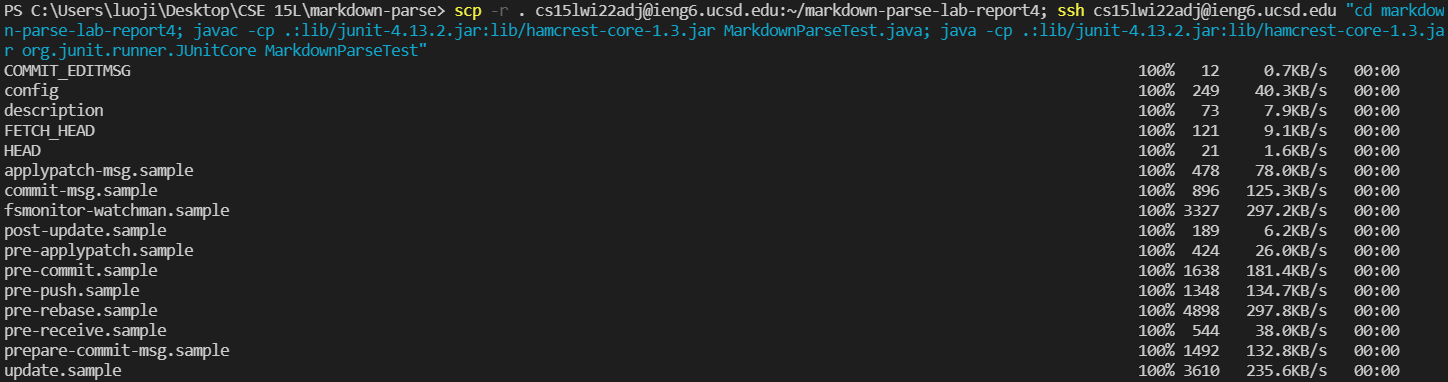 PS C:\Users\luoji\Desktop\CSE 15L\markdown-parse> scp -r . cs15lwi22adj@ieng6.ucsd.edu:~/markdown-parse-lab-report4; ssh cs15lwi22adj@ieng6.ucsd.edu "cd markdow
n-parse-lab-report4; javac -cp .:lib/junit-4.13.2.jar:lib/hamcrest-core-1.3.jar MarkdownParseTest.java; java -cp .:lib/junit-4.13.2.jar:lib/hamcrest-core-1.3.ja
r org.junit.runner.JUnitCore MarkdownParseTest"
COMMIT_EDITMSG 100% 12 0.7KB/s 00:00
config 100% 249 40.3KB/s 00:00
description 100% 73 7.9KB/s 00:00
FETCH_HEAD 100% 121 9.1KB/s 00:00
HEAD 100% 21 1.6KB/s 00:00
applypatch-msg.sample 100% 478 78.0KB/s 00:00
commit-msg.sample 100% 896 125.3KB/s 00:00
fsmonitor-watchman.sample 100% 3327 297.2KB/s 00:00
post-update.sample 100% 189 6.2KB/s 00:00
pre-applypatch.sample 100% 424 26.0KB/s 00:00
pre-commit.sample 100% 1638 181.4KB/s 00:00
pre-push.sample 100% 1348 134.7KB/s 00:00
pre-rebase.sample 100% 4898 297.8KB/s 00:00
pre-receive.sample 100% 544 38.0KB/s 00:00
prepare-commit-msg.sample 100% 1492 132.8KB/s 00:00
update.sample 100% 3610 235.6KB/s 00:00